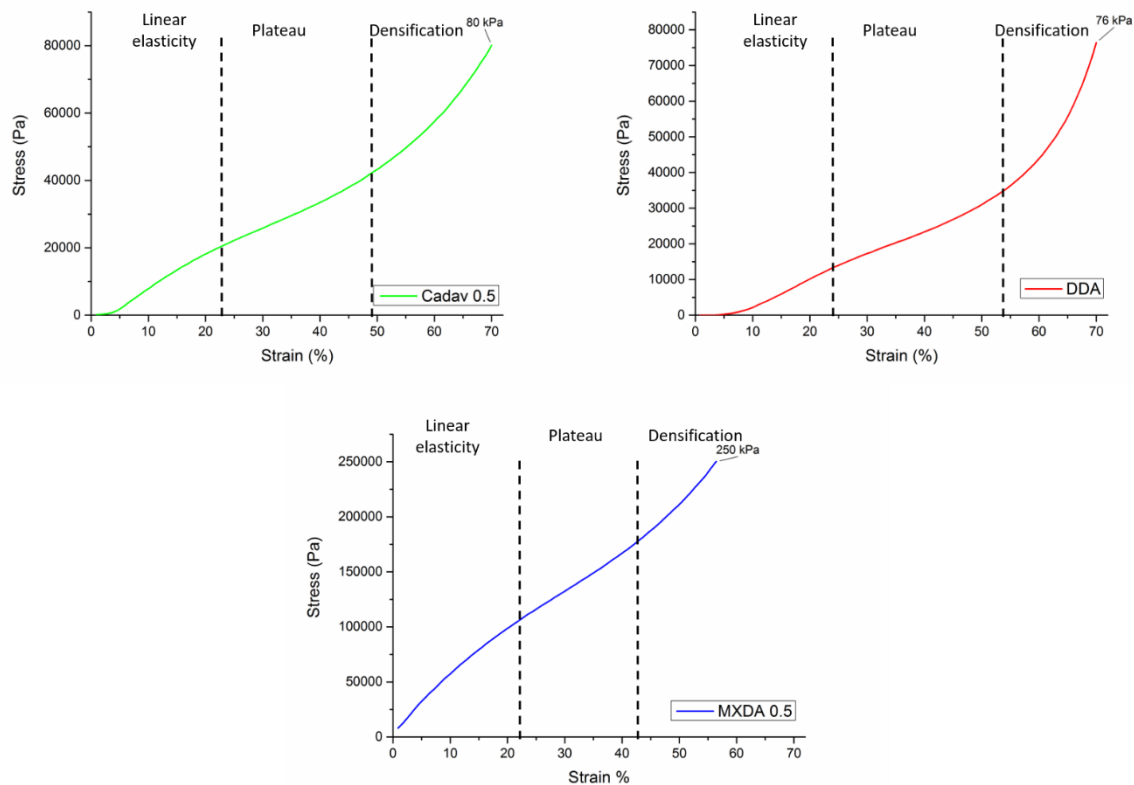 Linear
elasticity
Plateau
Densification
80 kPa
80000
60000
40000
20000
0
Stress (Pa)
Cadav 0.5
0 10 20 30 40 50 60 70
Strain (%)
Linear
elasticity
Plateau
Densification
76 kPa
80000
70000
60000
50000
40000
30000
20000
10000
0
Stress (Pa)
DDA
0 10 20 30 40 50 60 70
Strain (%)
Linear
elasticity
Plateau
Densification
250 kPa
250000
200000
150000
100000
50000
0
Stress (Pa)
MXDA 0.5
0 10 20 30 40 50 60 70
Strain %